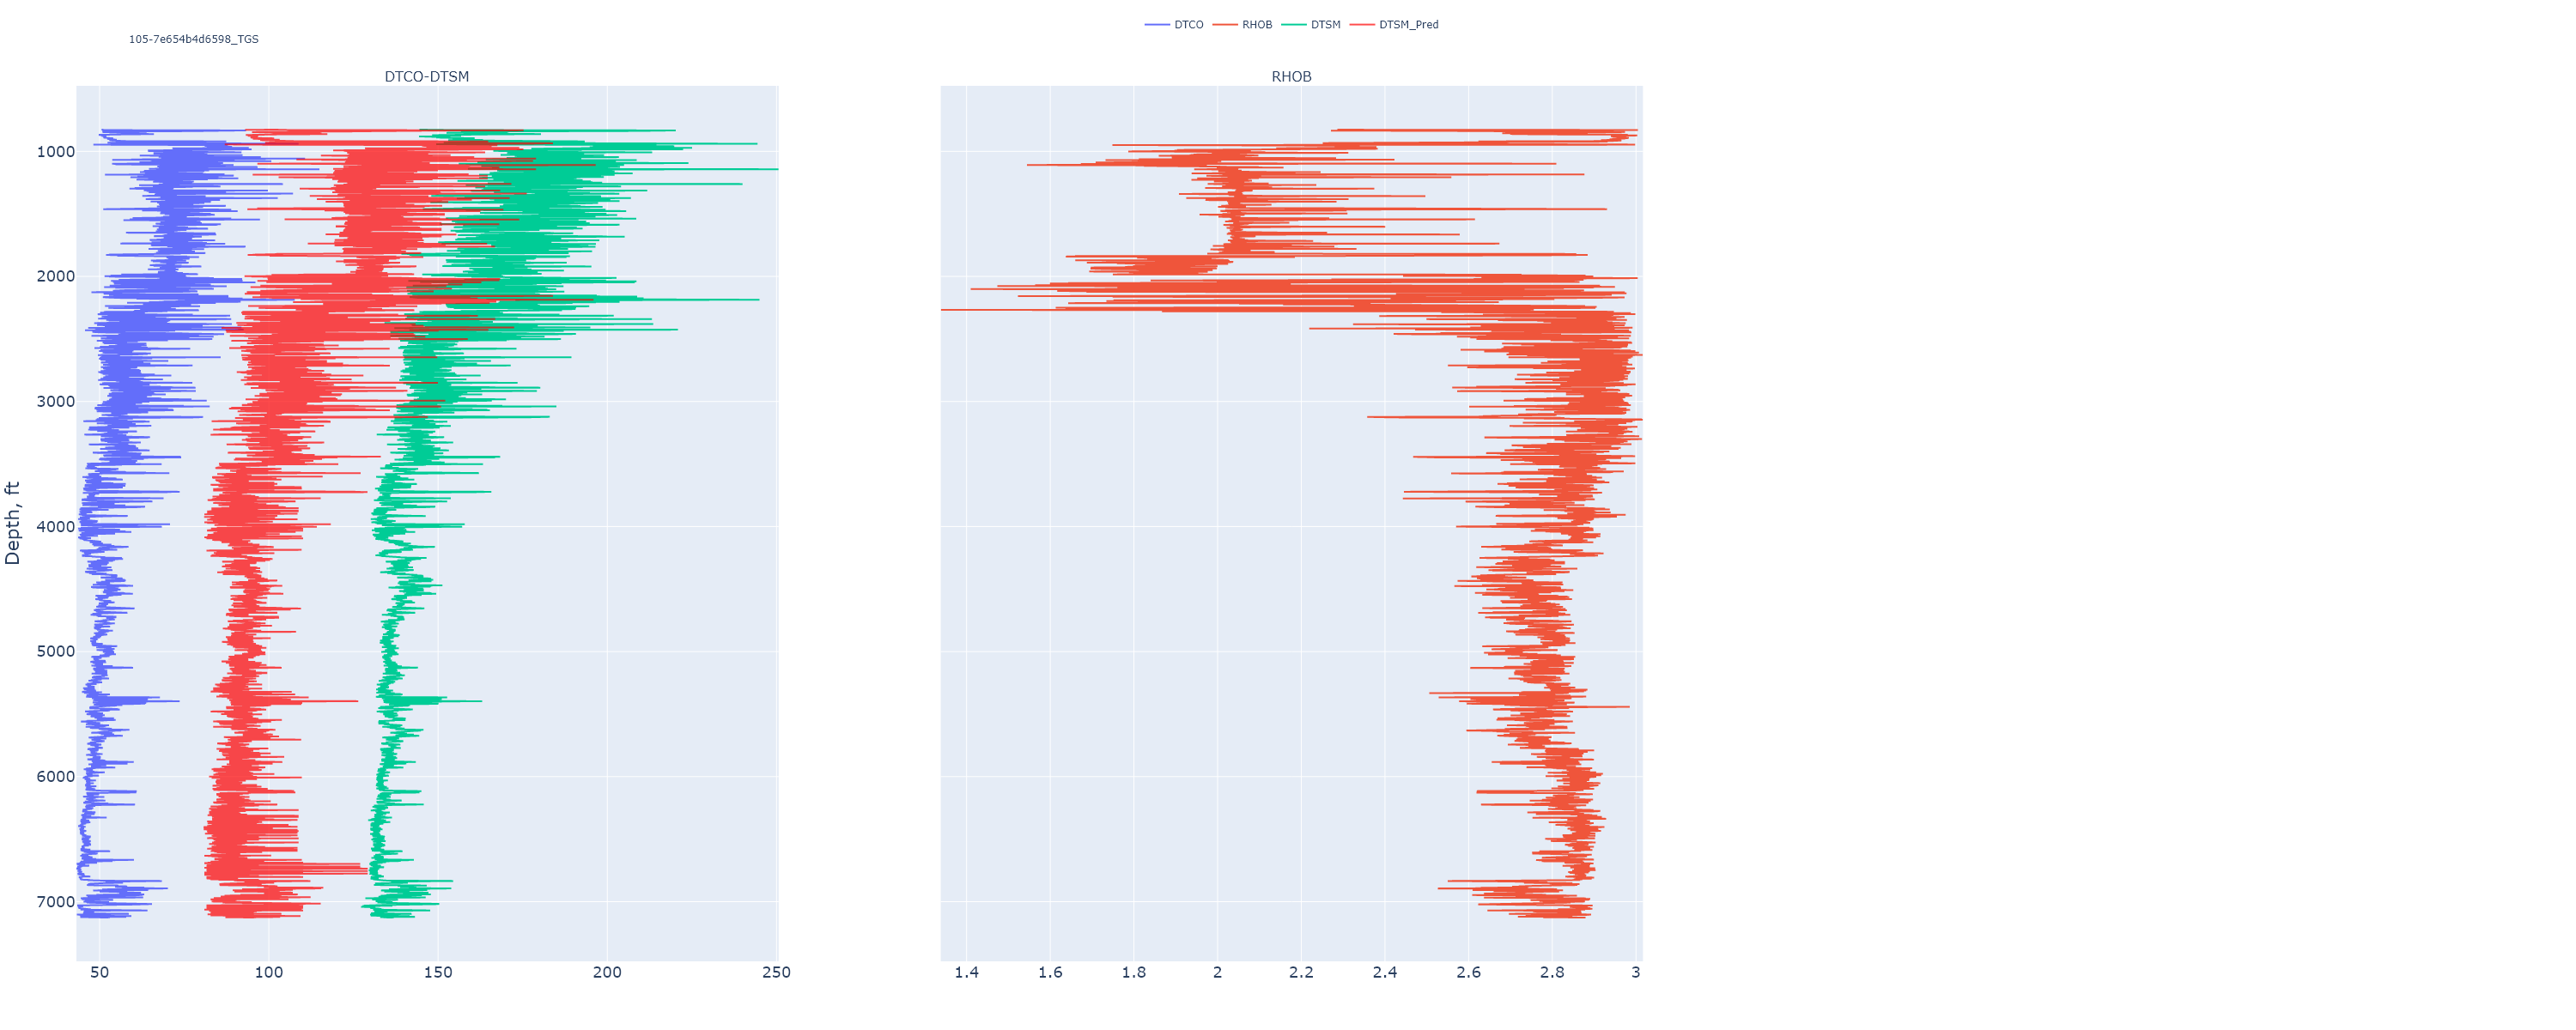 DTCO RHOB DTSM DTSM_Pred
105-7e654b4d6598_TGS
DTCO-DTSM
RHOB
Depth, ft
1000
2000
3000
4000
5000
6000
7000
50 100 150 200 250
1.4 1.6 1.8 2 2.2 2.4 2.6 2.8 3